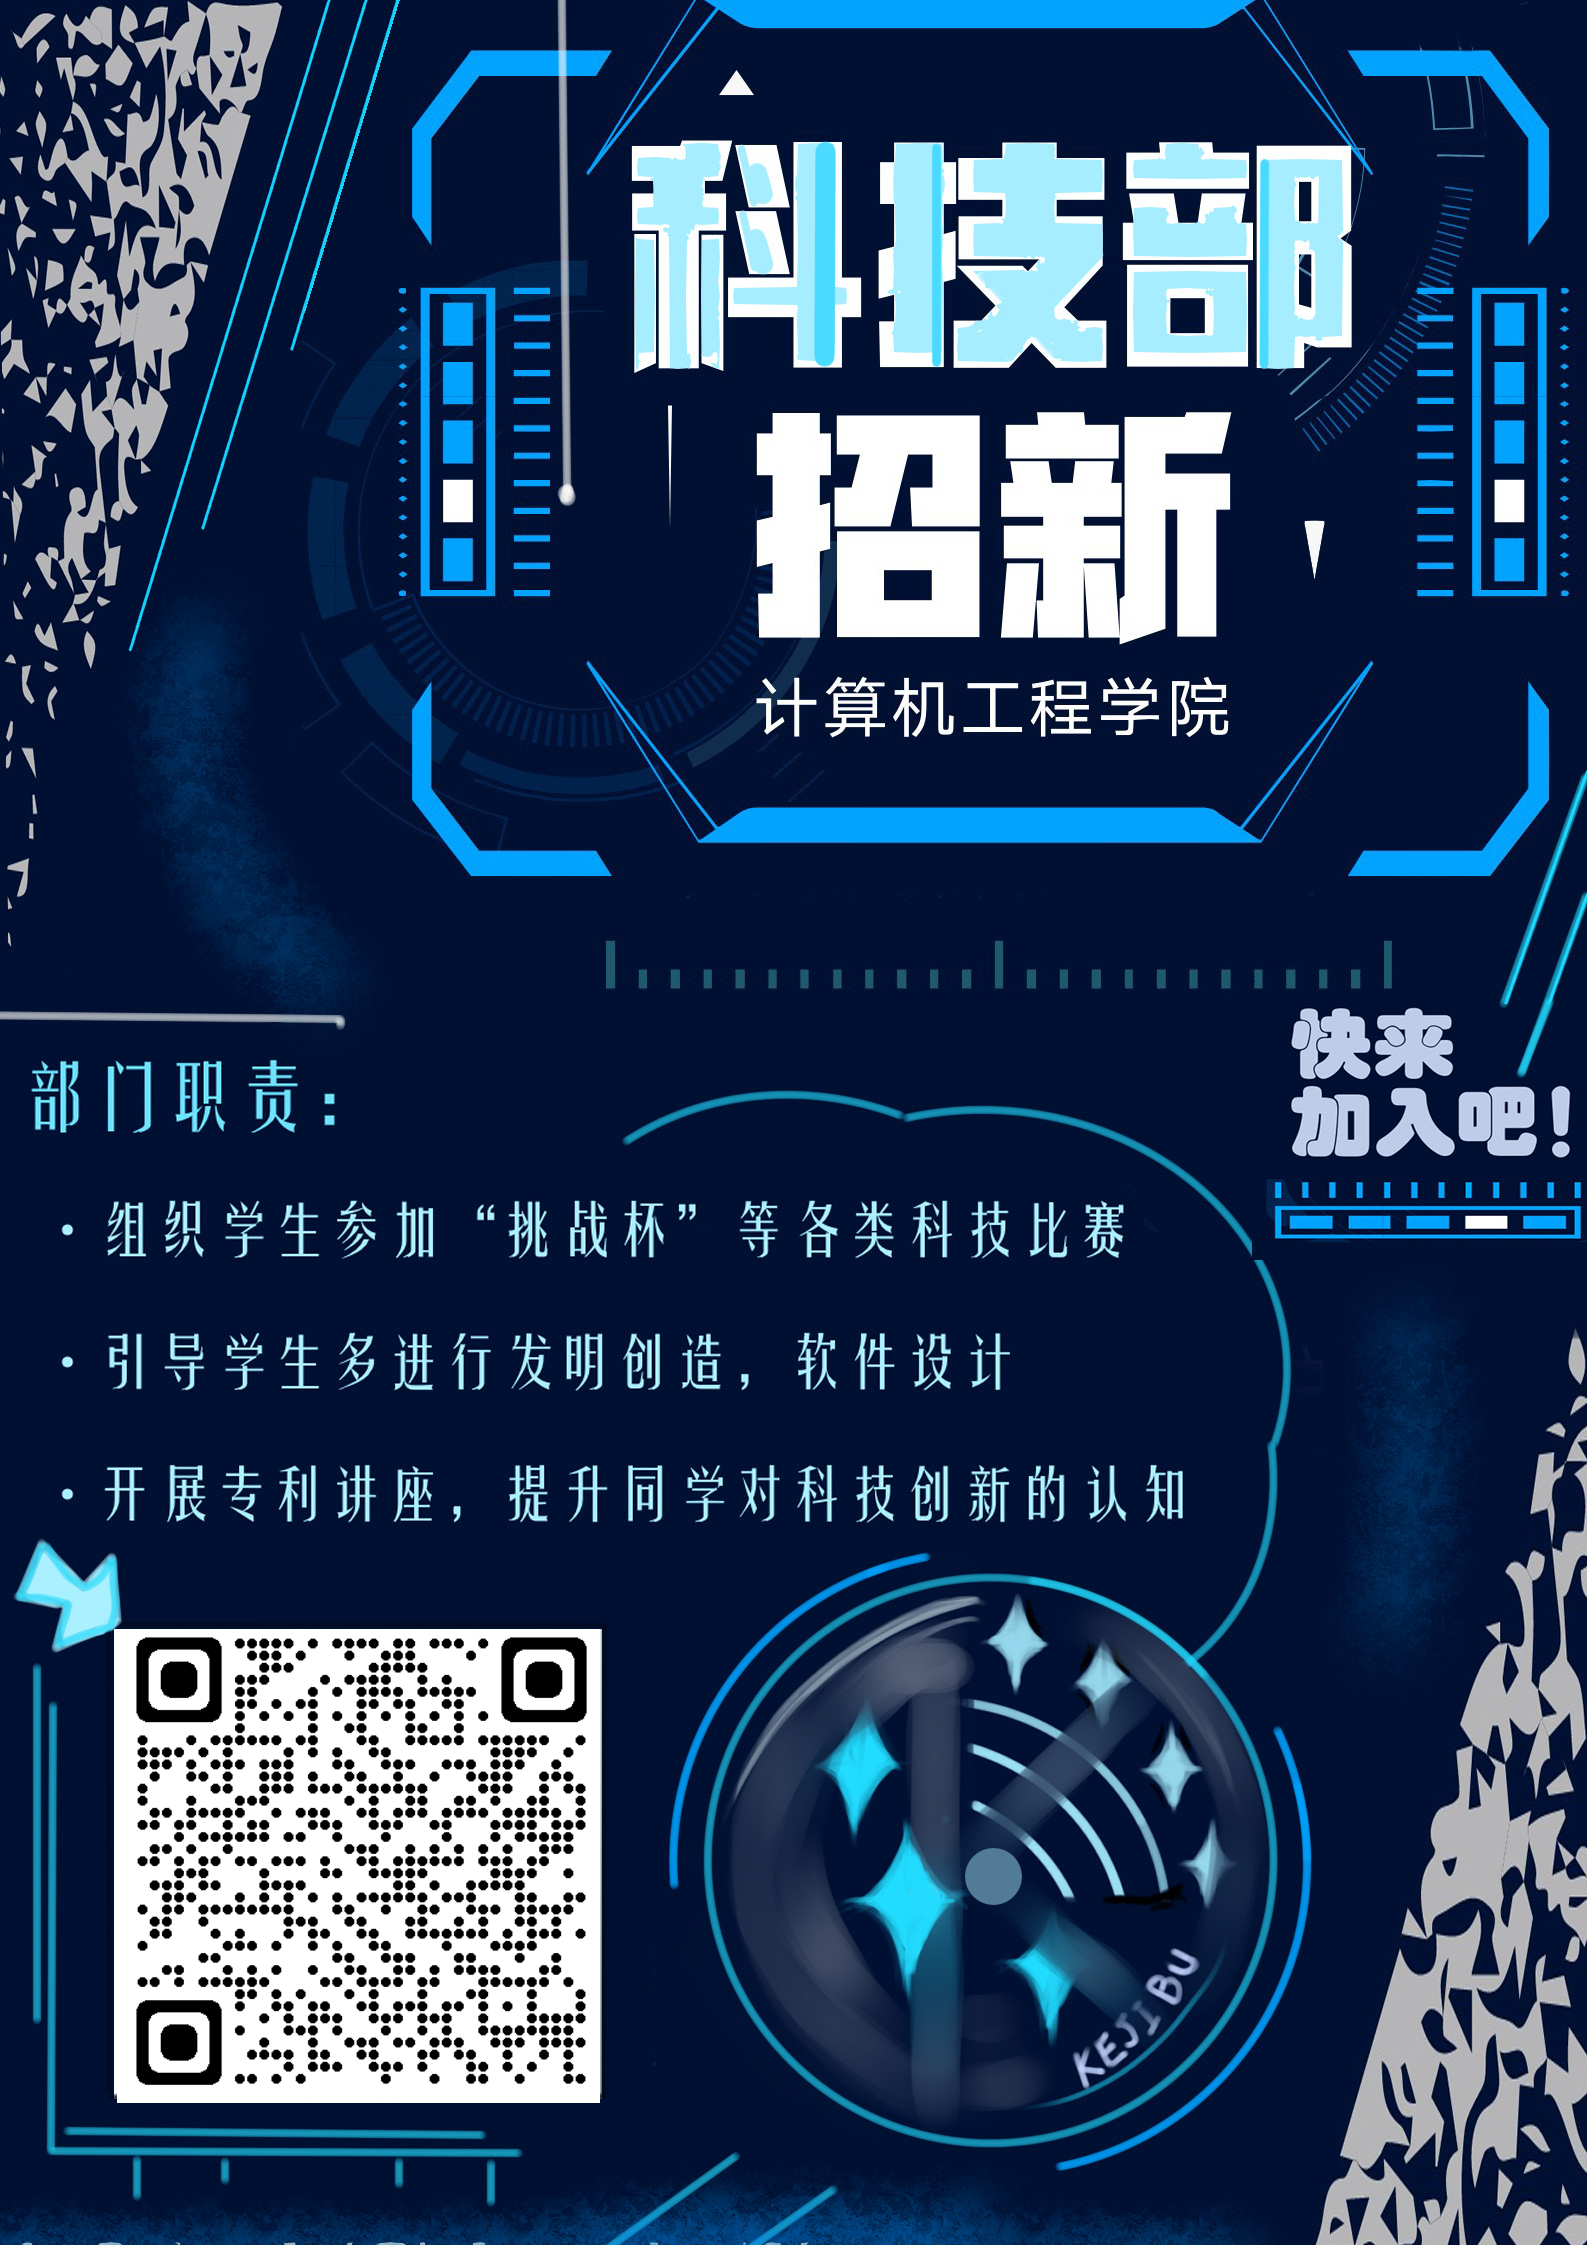 科技部
招新
计算机工程学院
快来
加入吧！
部门职责：
· 组织学生参加“挑战杯”等各类科技比赛
· 引导学生多进行发明创造，软件设计
· 开展专利讲座，提升同学对科技创新的认知
KEJI BU